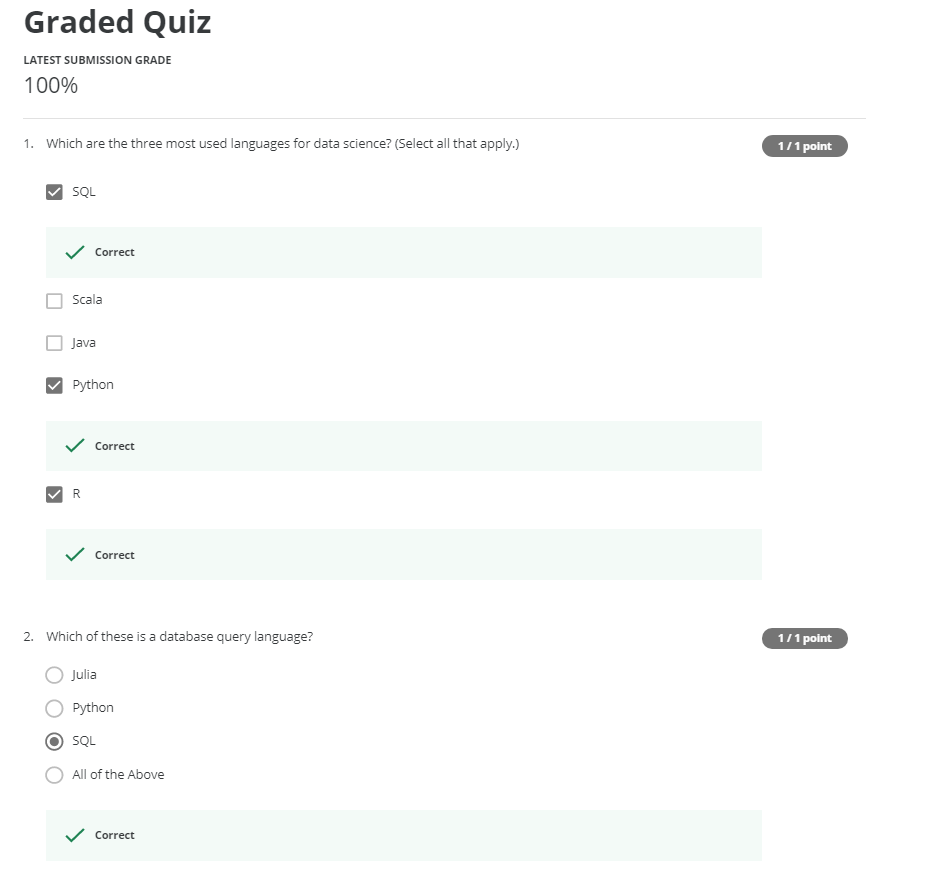 Graded Quiz
LATEST SUBMISSION GRADE
100%
1. Which are the three most used languages for data science? (Select all that apply.)
1 / 1 point
SQL
Correct
Scala
Java
Python
Correct
R
Correct
2. Which of these is a database query language?
1 / 1 point
Julia
Python
SQL
All of the Above
Correct